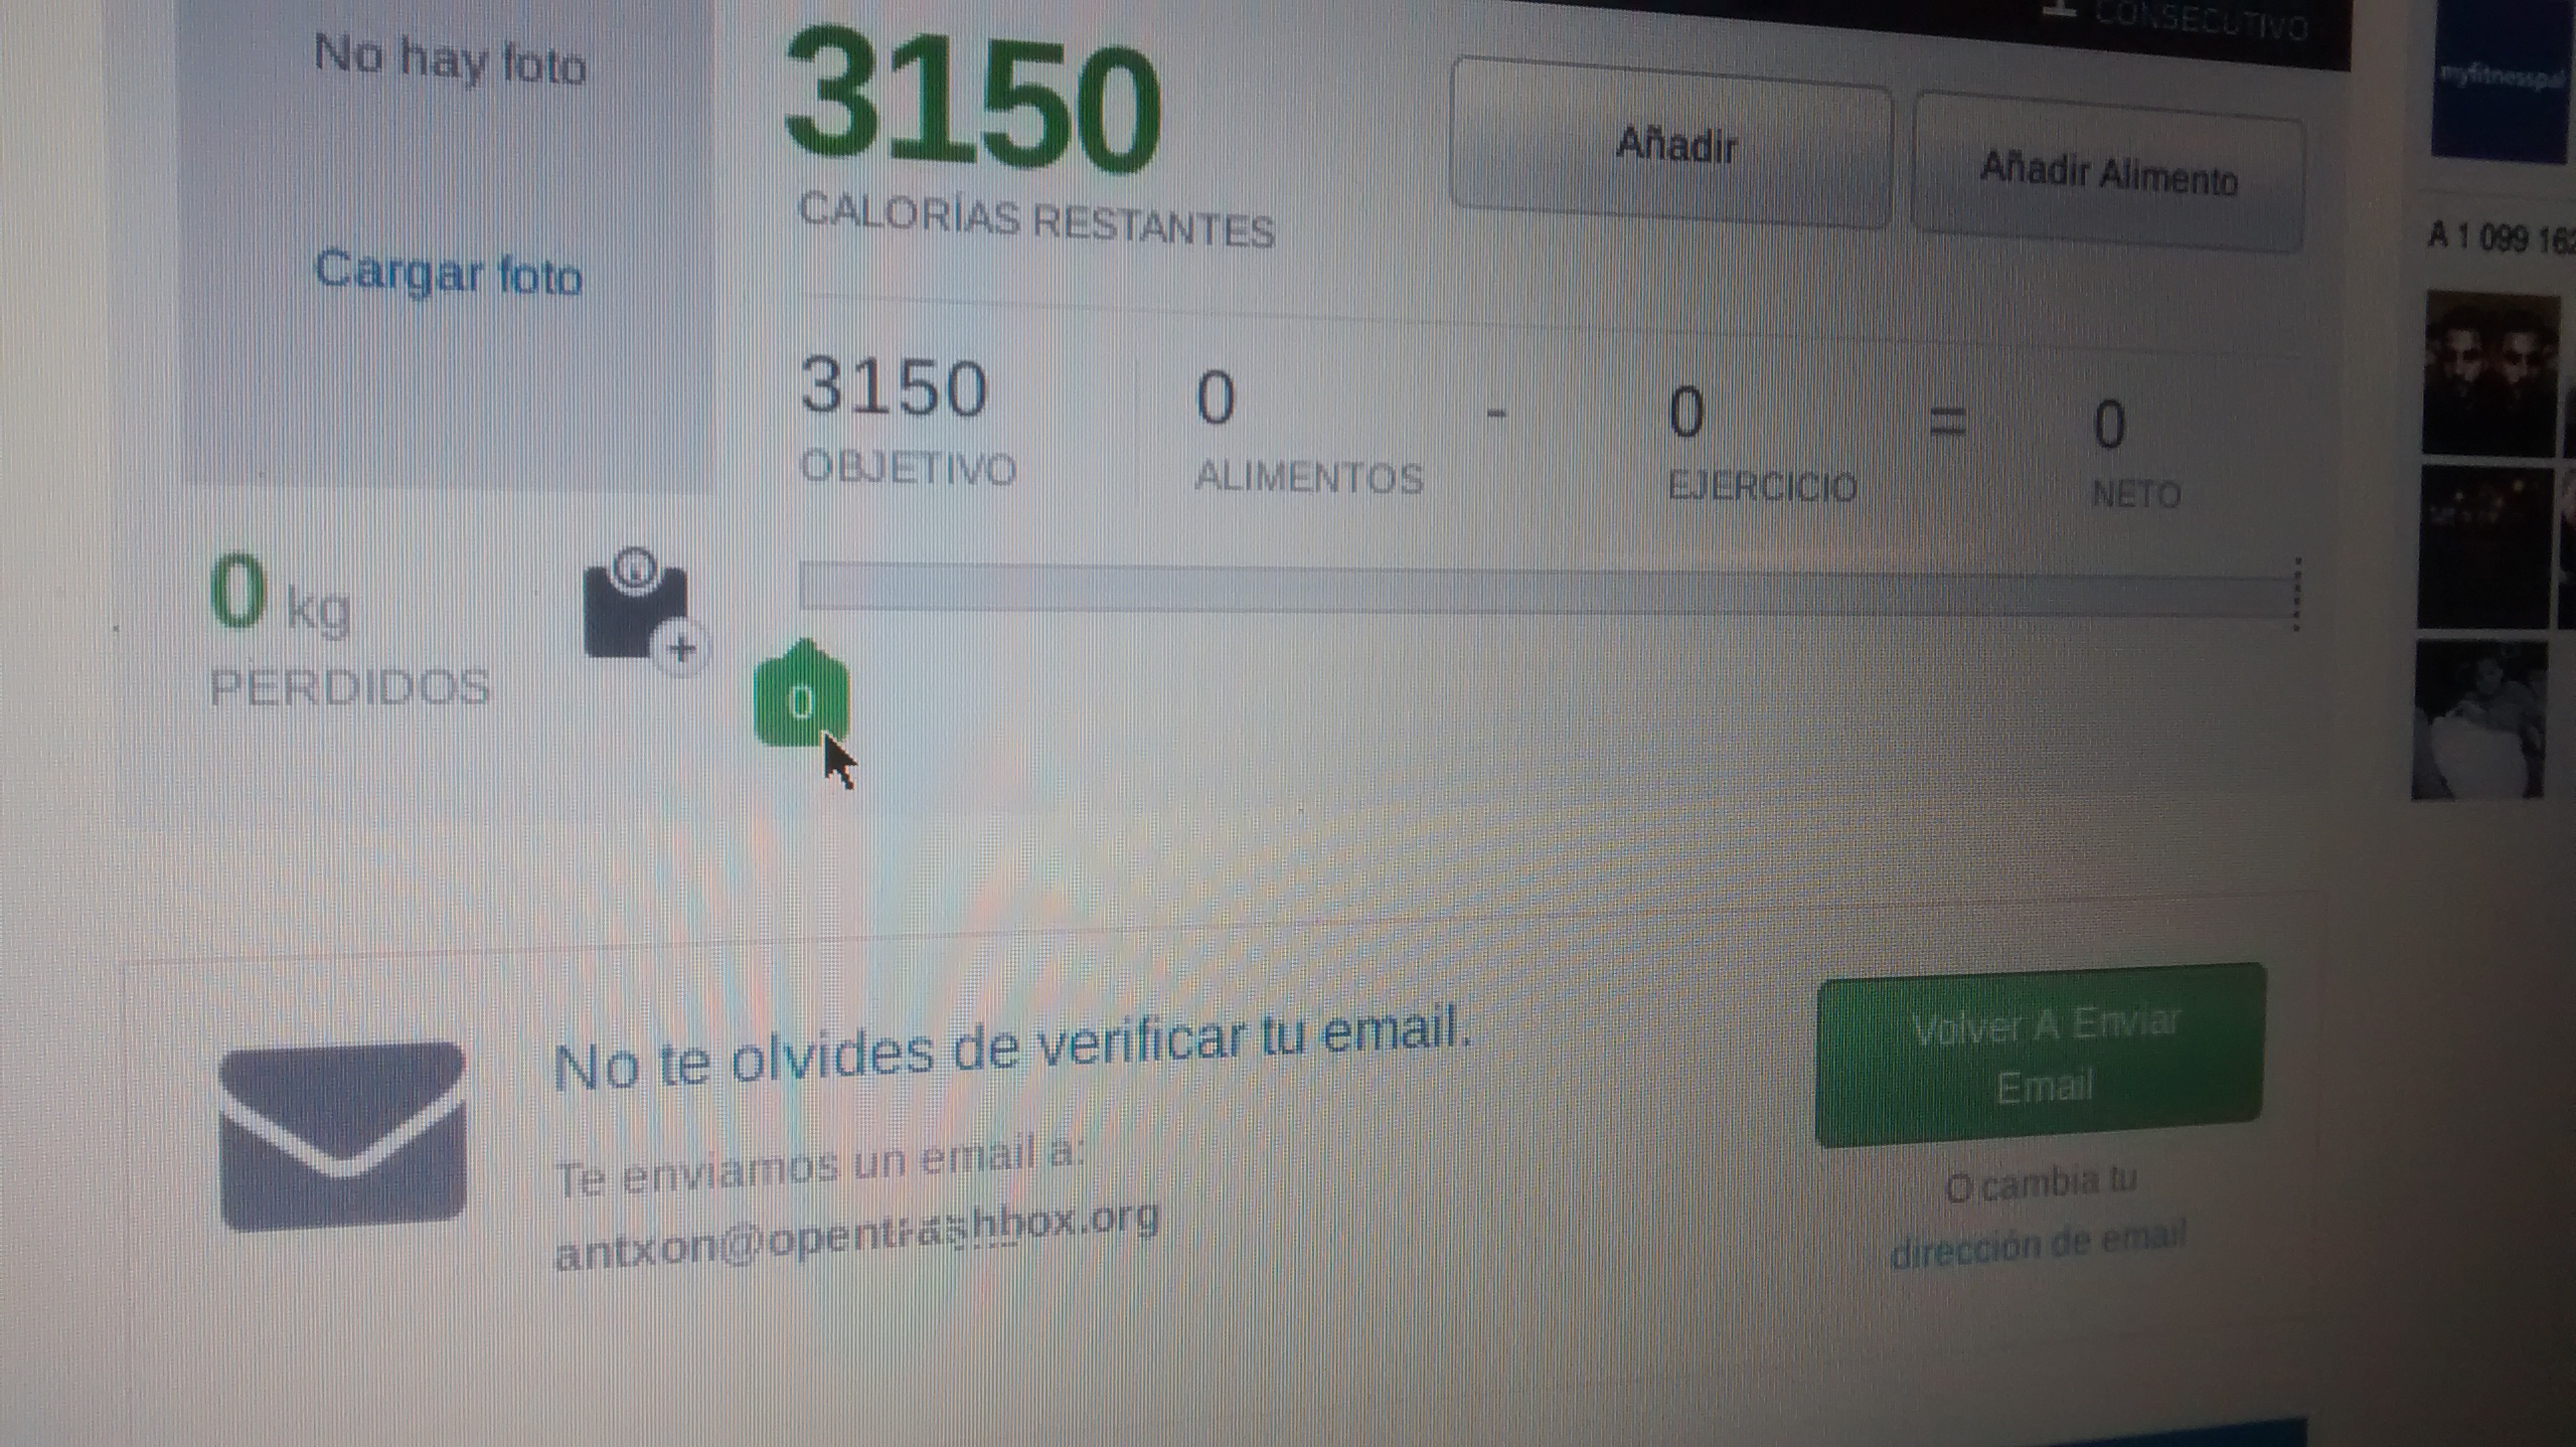 CONSECUTIVO
No hay foto
3150
CALORÍAS RESTANTES
Añadir
Añadir Alimento
myfitnesspal
Cargar foto
A 1 099 16
3150
0
-
0
=
0
OBJETIVO
ALIMENTOS
EJERCICIO
NETO
0 kg
PERDIDOS
0
No te olvides de verificar tu email.
Te enviamos un email a:
antxon@opentrashbox.org
Volver A Enviar
Email
O cambia tu
dirección de email